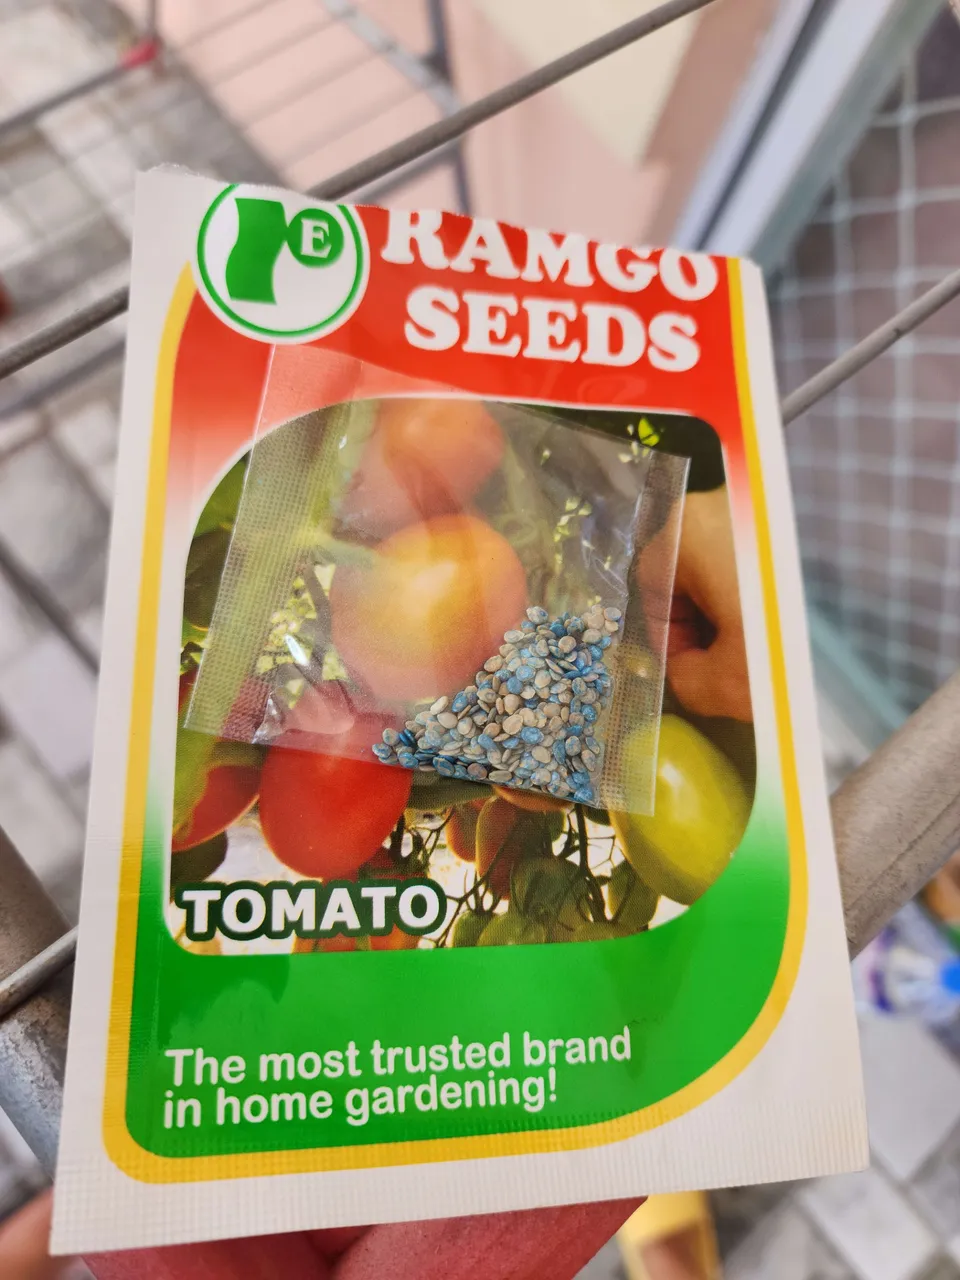 E
RAMGO
SEEDS
TOMATO
The most trusted brand
in home gardening!